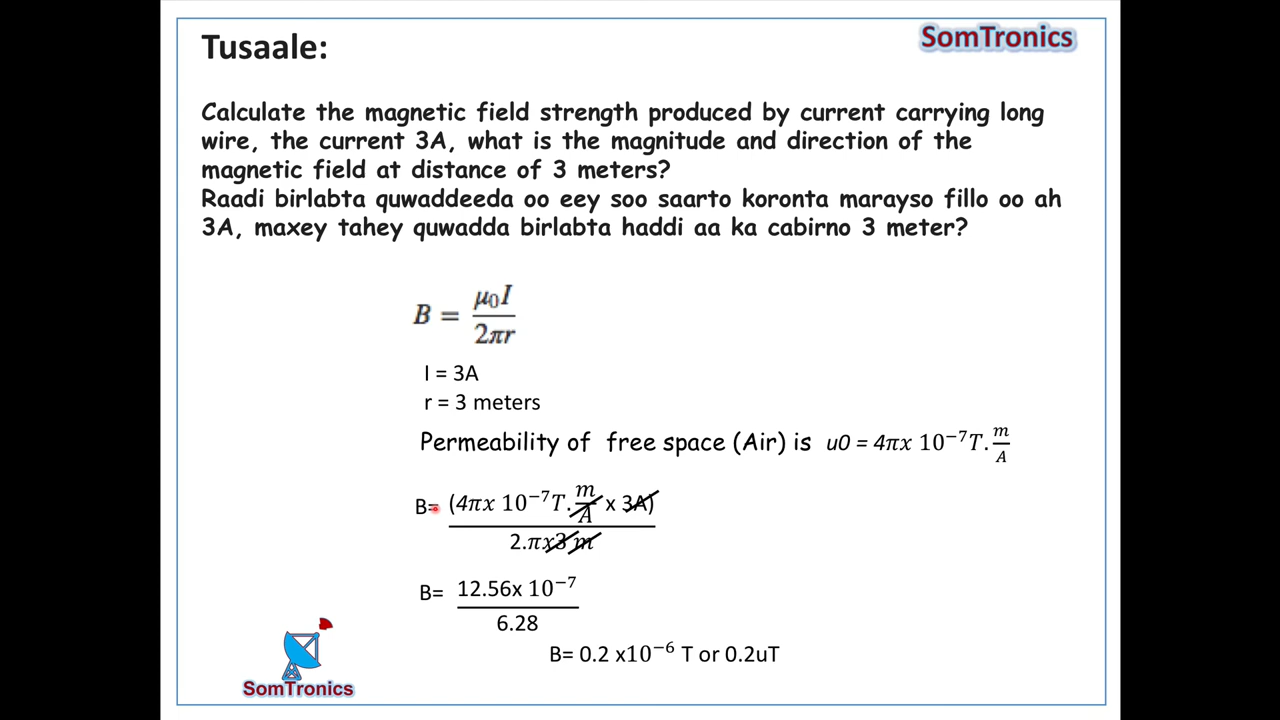 Tusaale:
SomTronics
Calculate the magnetic field strength produced by current carrying long
wire, the current 3A, what is the magnitude and direction of the
magnetic field at distance of 3 meters?
Raadi birlabta quwaddeeda oo eey soo saarto koronta marayso fillo oo ah
3A, maxey tahey quwadda birlabta haddi aa ka cabirno 3 meter?
B = μ₀I / 2πr
I = 3A
r = 3 meters
Permeability of free space (Air) is u0 = 4πx 10⁻⁷T. m/A
B= (4πx 10⁻⁷T. m/A x 3A) / 2.πx3 m
B= 12.56x 10⁻⁷ / 6.28
B= 0.2 x10⁻⁶ T or 0.2uT
SomTronics